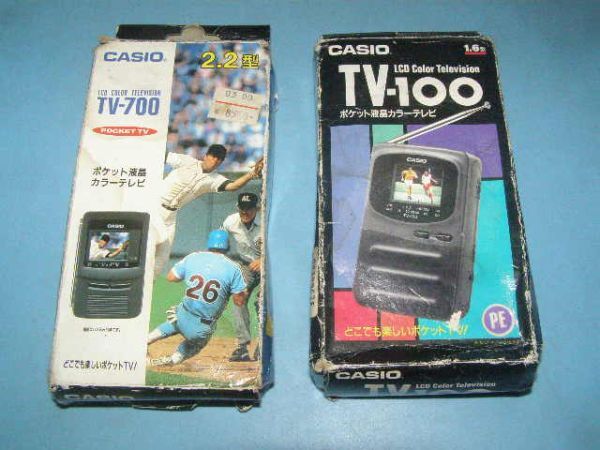 CASIO
2.2型
LCD COLOR TELEVISION
TV-700
POCKET TV
ポケット液晶
カラーテレビ
CASIO
AL
26
どこでも楽しいポケットTV!
CASIO
1.6型
LCD Color Television
TV-100
ポケット液晶カラーテレビ
CASIO
どこでも楽しいポケットTV!
PE
CASIO
LCD Color Television
TV-100